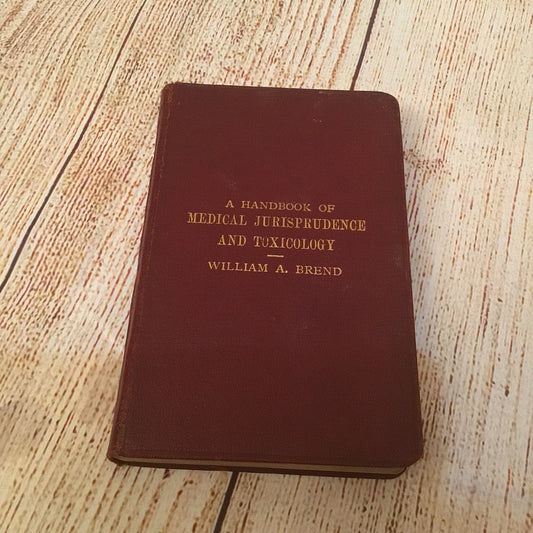 A HANDBOOK OF
MEDICAL JURISPRUDENCE
AND TOXICOLOGY
WILLIAM A. BREND